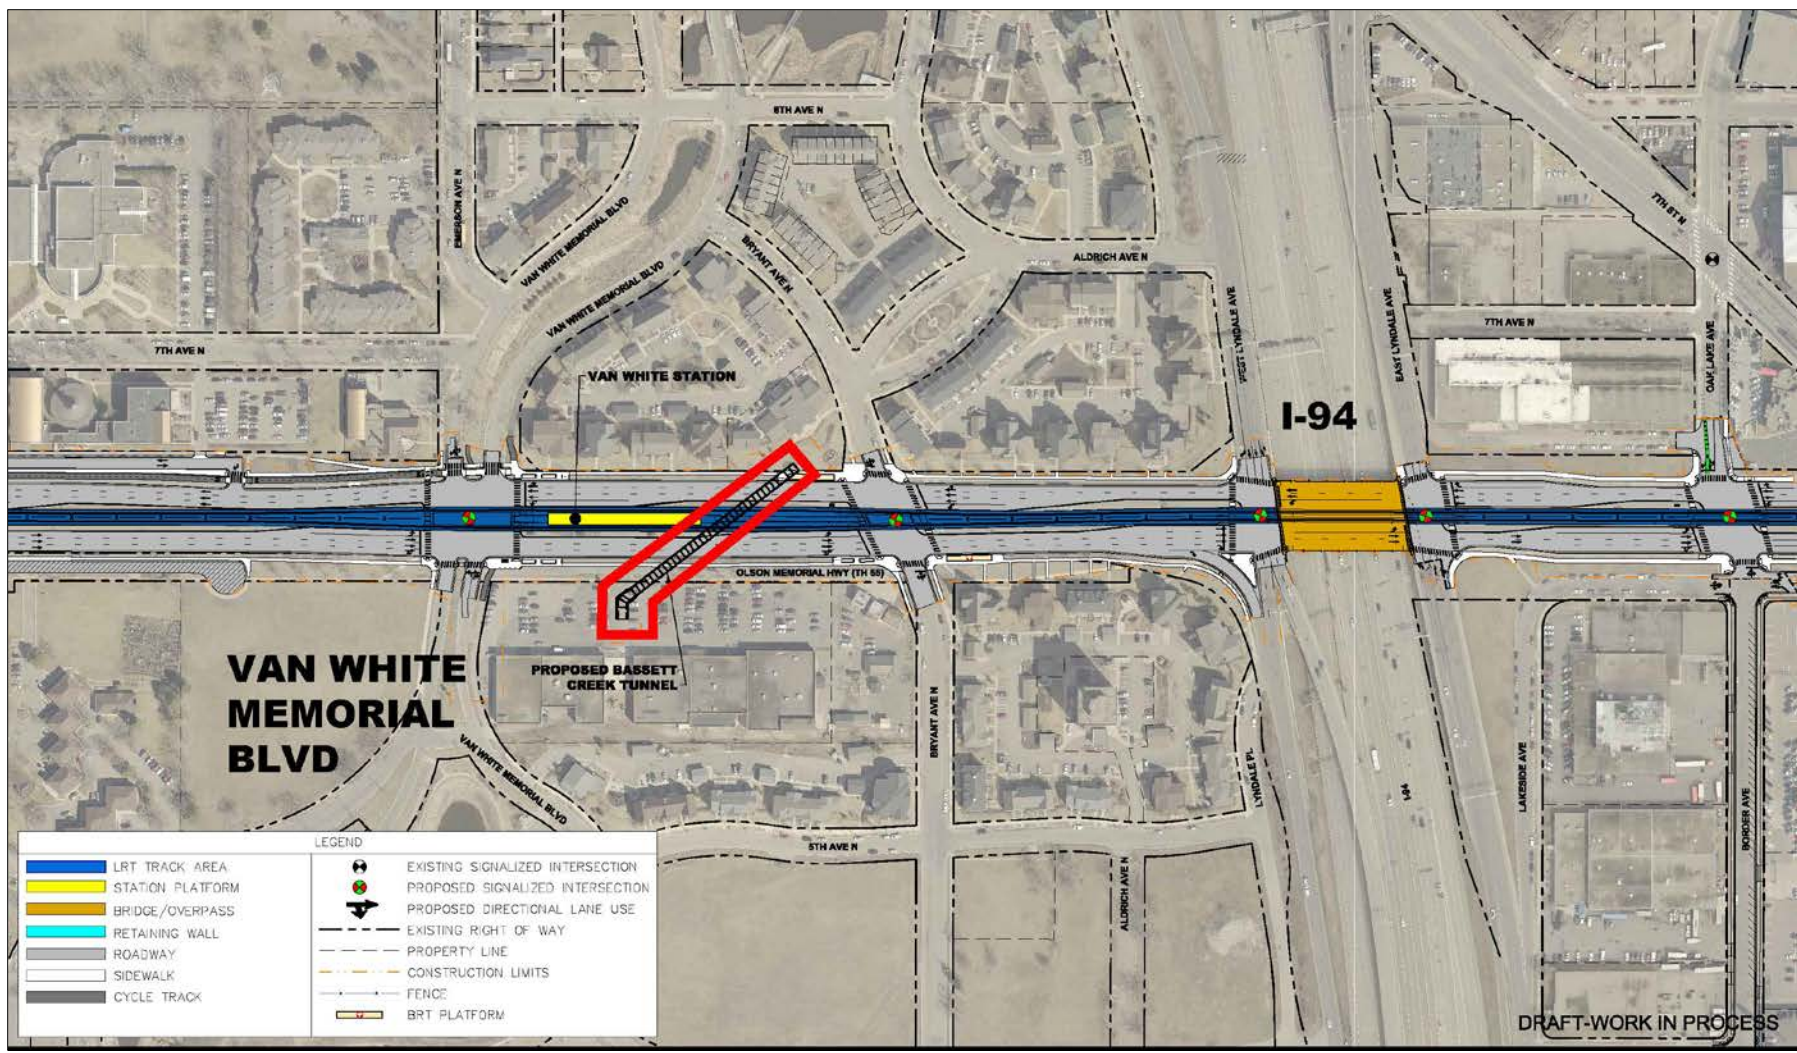 8TH AVE N
EMERSON AVE N
VAN WHITE MEMORIAL BLVD
VAN WHITE MEMORIAL BLVD
BRYANT AVE N
ALDRICH AVE N
7TH ST N
7TH AVE N
7TH AVE N
WEST LYNDALE AVE
EAST LYNDALE AVE
OAK LAKE AVE
VAN WHITE STATION
I-94
OLSON MEMORIAL HWY (TH 55)
PROPOSED BASSETT
CREEK TUNNEL
VAN WHITE
MEMORIAL
BLVD
VAN WHITE MEMORIAL BLVD
BRYANT AVE N
LYNDALE PL
I-94
LAKESIDE AVE
BORDER AVE
5TH AVE N
ALDRICH AVE N
LEGEND
LRT TRACK AREA
STATION PLATFORM
BRIDGE/OVERPASS
RETAINING WALL
ROADWAY
SIDEWALK
CYCLE TRACK
EXISTING SIGNALIZED INTERSECTION
PROPOSED SIGNALIZED INTERSECTION
PROPOSED DIRECTIONAL LANE USE
EXISTING RIGHT OF WAY
PROPERTY LINE
CONSTRUCTION LIMITS
FENCE
BRT PLATFORM
DRAFT-WORK IN PROCESS